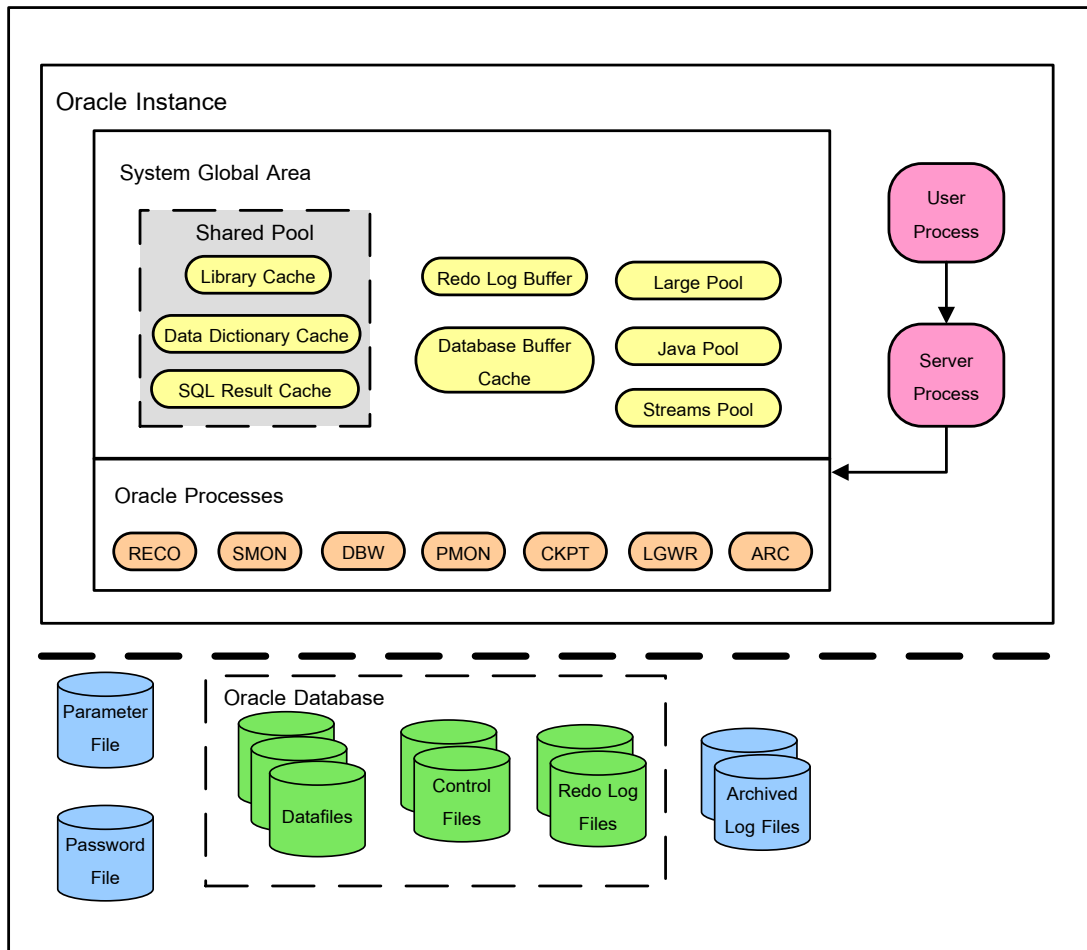 Oracle Instance
System Global Area
Shared Pool
Library Cache
Data Dictionary Cache
SQL Result Cache
Redo Log Buffer
Database Buffer
Cache
Large Pool
Java Pool
Streams Pool
User
Process
Server
Process
Oracle Processes
RECO
SMON
DBW
PMON
CKPT
LGWR
ARC
Parameter
File
Password
File
Oracle Database
Datafiles
Control
Files
Redo Log
Files
Archived
Log Files